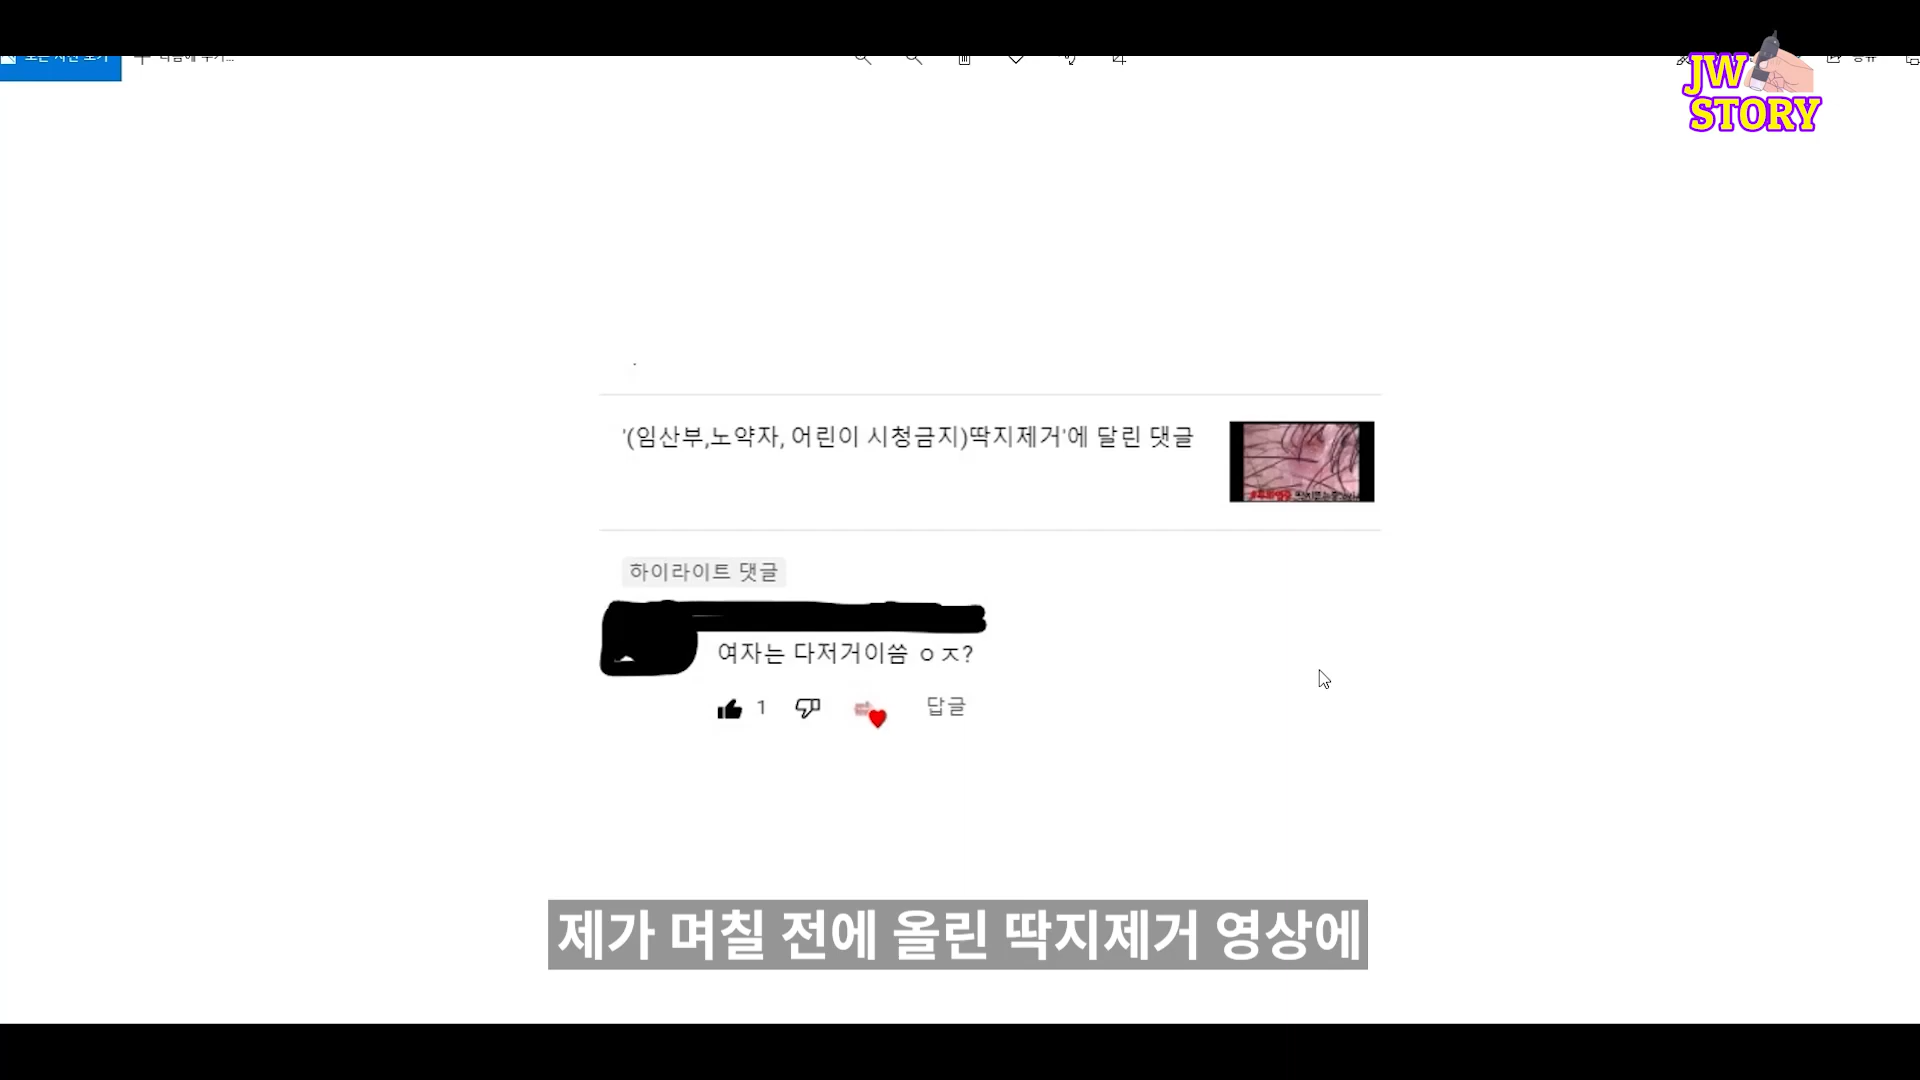 JW
STORY
'(임산부,노약자, 어린이 시청금지)딱지제거'에 달린 댓글
하이라이트 댓글
여자는 다저거이씀 ㅇㅈ?
1
답글
제가 며칠 전에 올린 딱지제거 영상에